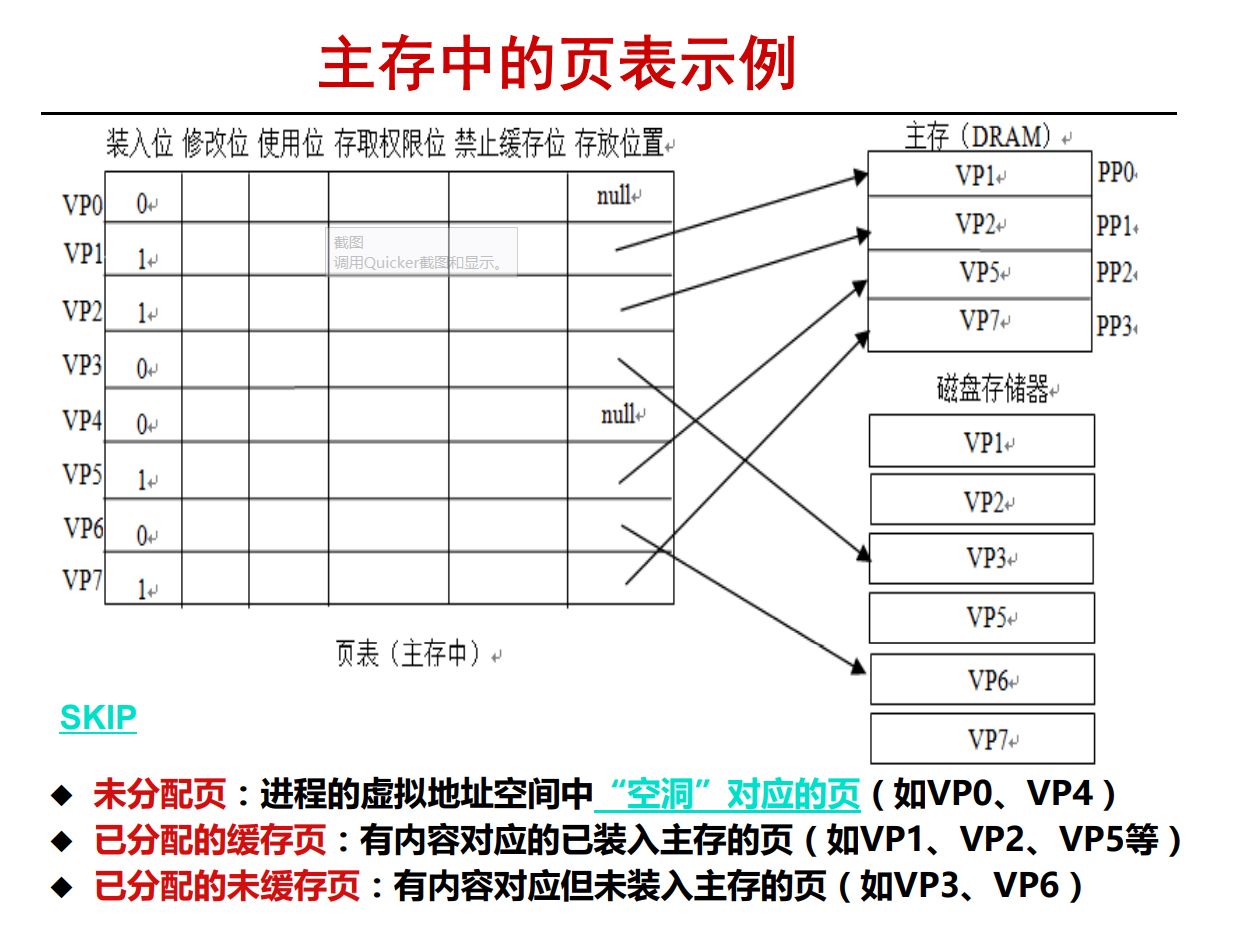 主存中的页表示例
装入位 修改位 使用位 存取权限位 禁止缓存位 存放位置
主存（DRAM）
VP0 0 null
VP1 1
VP2 1
VP3 0
VP4 0 null
VP5 1
VP6 0
VP7 1
截图
调用Quicker截图和显示。
VP1 PP0
VP2 PP1
VP5 PP2
VP7 PP3
磁盘存储器
VP1
VP2
VP3
VP5
VP6
VP7
页表（主存中）
SKIP
◆ 未分配页：进程的虚拟地址空间中“空洞”对应的页（如VP0、VP4）
◆ 已分配的缓存页：有内容对应的已装入主存的页（如VP1、VP2、VP5等）
◆ 已分配的未缓存页：有内容对应但未装入主存的页（如VP3、VP6）